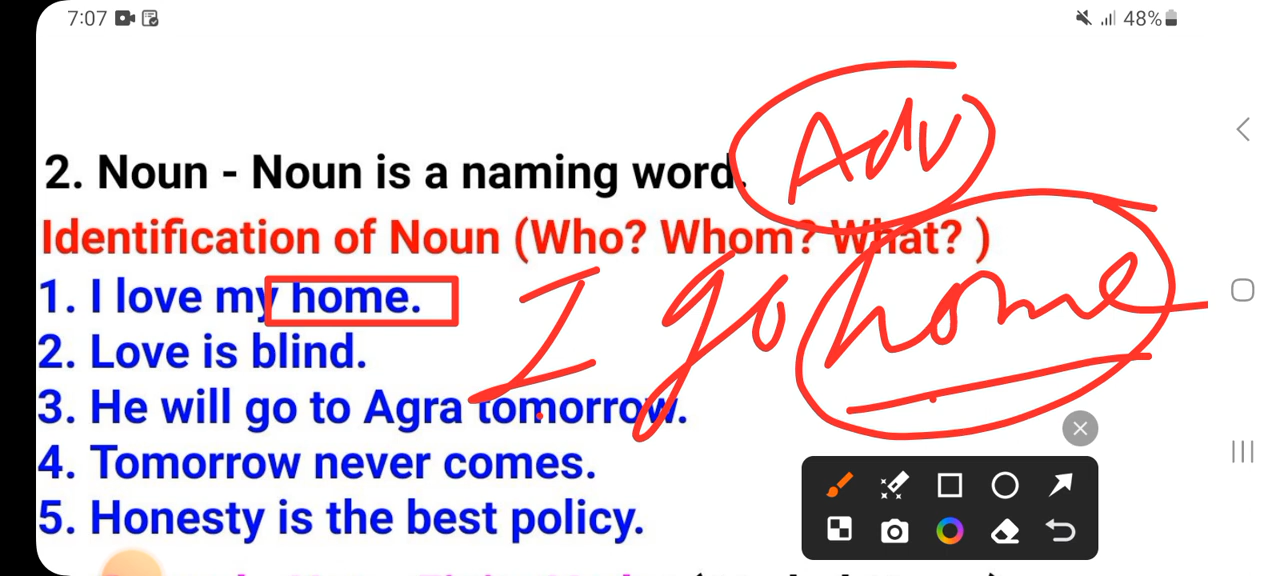 7:07 48%
Adv
2. Noun - Noun is a naming word.
Identification of Noun (Who? Whom? What? )
1. I love my home.
I go home
2. Love is blind.
3. He will go to Agra tomorrow.
4. Tomorrow never comes.
5. Honesty is the best policy.